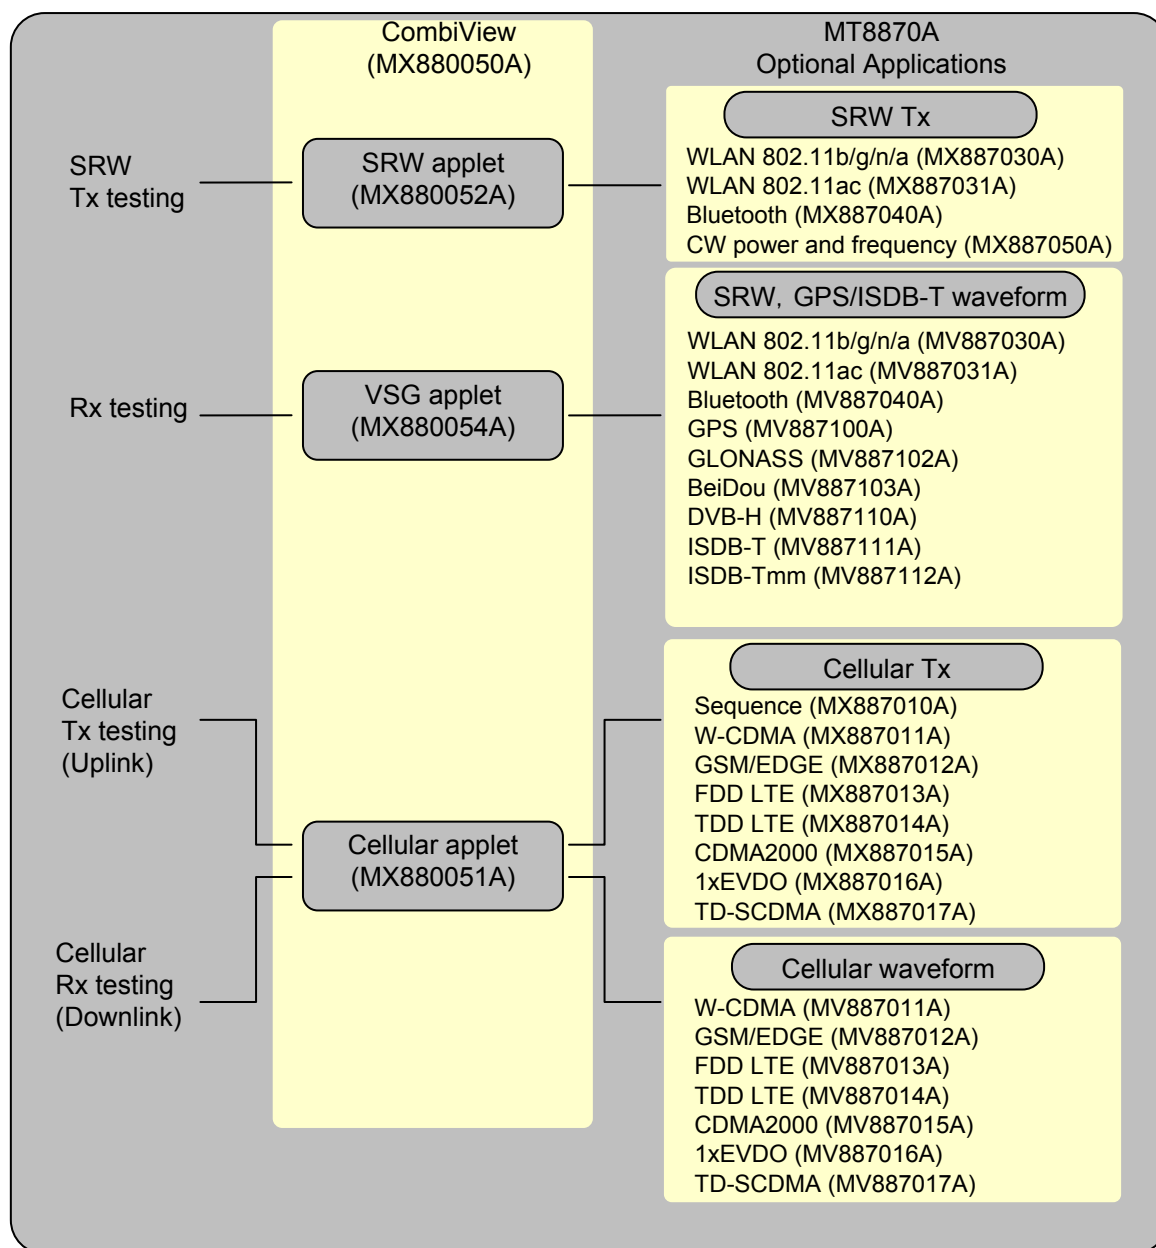 CombiView
(MX880050A)
MT8870A
Optional Applications
SRW
Tx testing
SRW applet
(MX880052A)
SRW Tx
WLAN 802.11b/g/n/a (MX887030A)
WLAN 802.11ac (MX887031A)
Bluetooth (MX887040A)
CW power and frequency (MX887050A)
Rx testing
VSG applet
(MX880054A)
SRW, GPS/ISDB-T waveform
WLAN 802.11b/g/n/a (MV887030A)
WLAN 802.11ac (MV887031A)
Bluetooth (MV887040A)
GPS (MV887100A)
GLONASS (MV887102A)
BeiDou (MV887103A)
DVB-H (MV887110A)
ISDB-T (MV887111A)
ISDB-Tmm (MV887112A)
Cellular
Tx testing
(Uplink)
Cellular
Rx testing
(Downlink)
Cellular applet
(MX880051A)
Cellular Tx
Sequence (MX887010A)
W-CDMA (MX887011A)
GSM/EDGE (MX887012A)
FDD LTE (MX887013A)
TDD LTE (MX887014A)
CDMA2000 (MX887015A)
1xEVDO (MX887016A)
TD-SCDMA (MX887017A)
Cellular waveform
W-CDMA (MV887011A)
GSM/EDGE (MV887012A)
FDD LTE (MV887013A)
TDD LTE (MV887014A)
CDMA2000 (MV887015A)
1xEVDO (MV887016A)
TD-SCDMA (MV887017A)